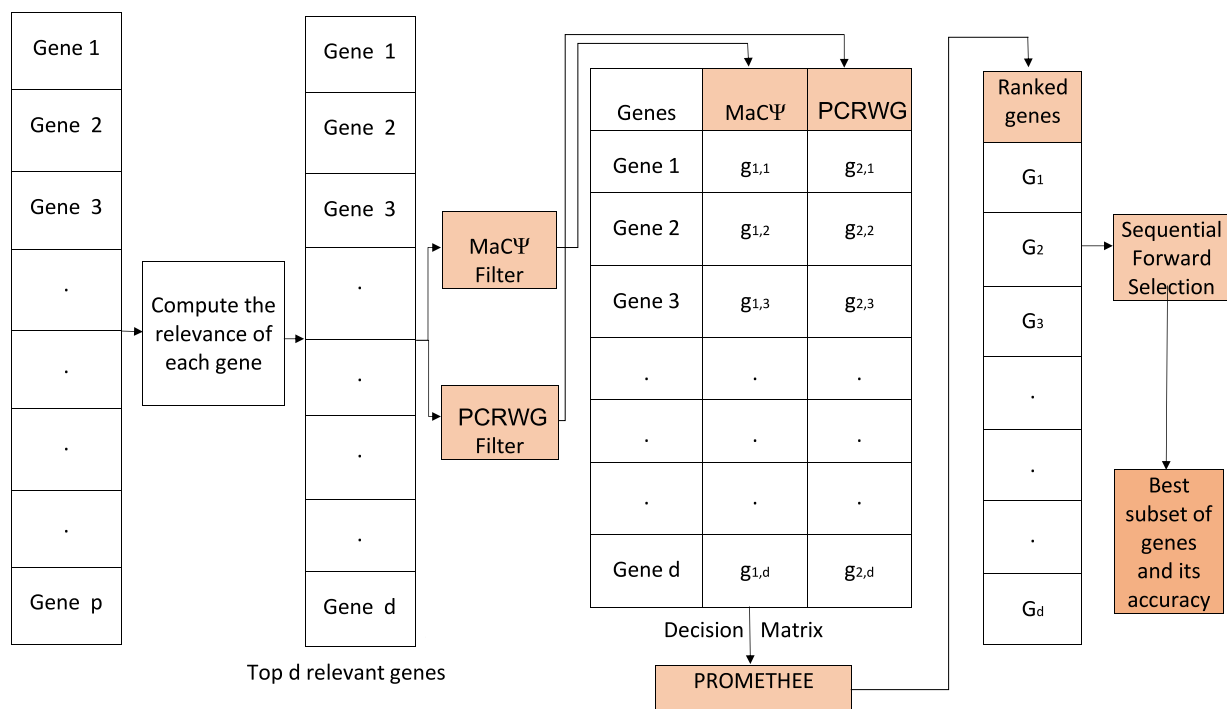 Gene 1
Gene 2
Gene 3
.
.
.
.
Gene p
Compute the
relevance of
each gene
Gene 1
Gene 2
Gene 3
.
.
.
.
Gene d
Top d relevant genes
MaCΨ
Filter
PCRWG
Filter
Genes MaCΨ PCRWG
Gene 1 g1,1 g2,1
Gene 2 g1,2 g2,2
Gene 3 g1,3 g2,3
. . .
. . .
. . .
Gene d g1,d g2,d
Decision Matrix
PROMETHEE
Ranked
genes
G1
G2
G3
.
.
.
Gd
Sequential
Forward
Selection
Best
subset of
genes
and its
accuracy